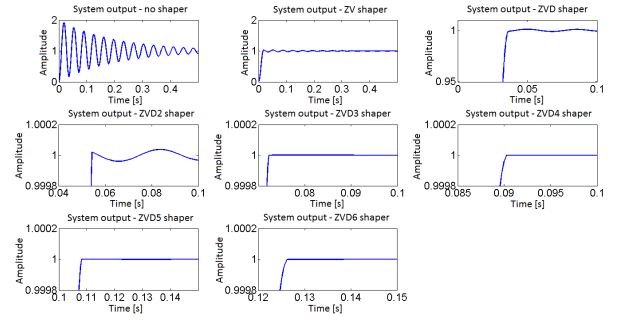 System output - no shaper
2
1
0
0 0.1 0.2 0.3 0.4
Amplitude
Time [s]
System output - ZV shaper
2
1
0
0 0.1 0.2 0.3 0.4
Amplitude
Time [s]
System output - ZVD shaper
1
0.95
0 0.05 0.1
Amplitude
Time [s]
System output - ZVD2 shaper
1.0002
1
0.9998
0.04 0.06 0.08 0.1
Amplitude
Time [s]
System output - ZVD3 shaper
1.0002
1
0.9998
0.07 0.08 0.09 0.1
Amplitude
Time [s]
System output - ZVD4 shaper
1.0002
1
0.9998
0.085 0.09 0.095 0.1
Amplitude
Time [s]
System output - ZVD5 shaper
1.0002
1
0.9998
0.1 0.11 0.12 0.13 0.14
Amplitude
Time [s]
System output - ZVD6 shaper
1.0002
1
0.9998
0.12 0.13 0.14 0.15
Amplitude
Time [s]